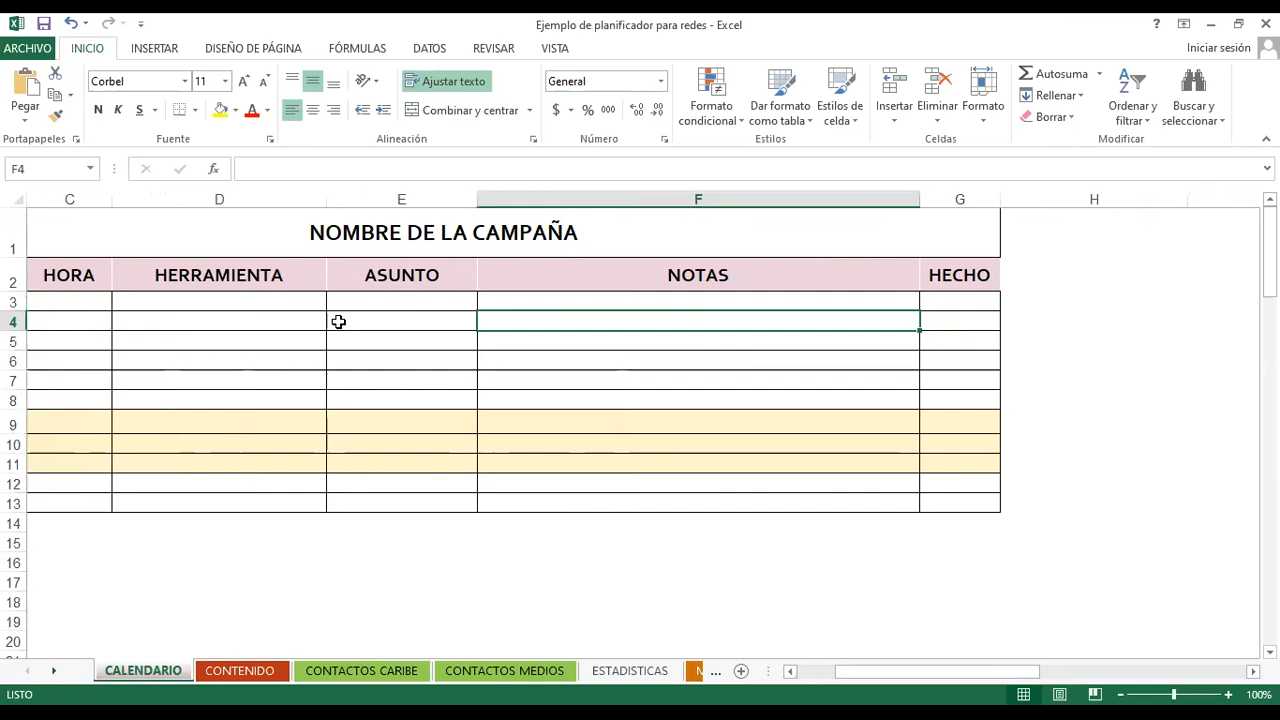 Ejemplo de planificador para redes - Excel
ARCHIVO INICIO INSERTAR DISEÑO DE PÁGINA FÓRMULAS DATOS REVISAR VISTA Iniciar sesión
Pegar
Corbel 11
N K S
Ajustar texto
Combinar y centrar
General
$ % 000
Formato condicional
Dar formato como tabla
Estilos de celda
Insertar
Eliminar
Formato
Autosuma
Rellenar
Borrar
Ordenar y filtrar
Buscar y seleccionar
Portapapeles Fuente Alineación Número Estilos Celdas Modificar
F4 fx
C D E F G H
1 NOMBRE DE LA CAMPAÑA
2 HORA HERRAMIENTA ASUNTO NOTAS HECHO
3
4
5
6
7
8
9
10
11
12
13
14
15
16
17
18
19
20
CALENDARIO CONTENIDO CONTACTOS CARIBE CONTACTOS MEDIOS ESTADISTICAS ...
LISTO 100%